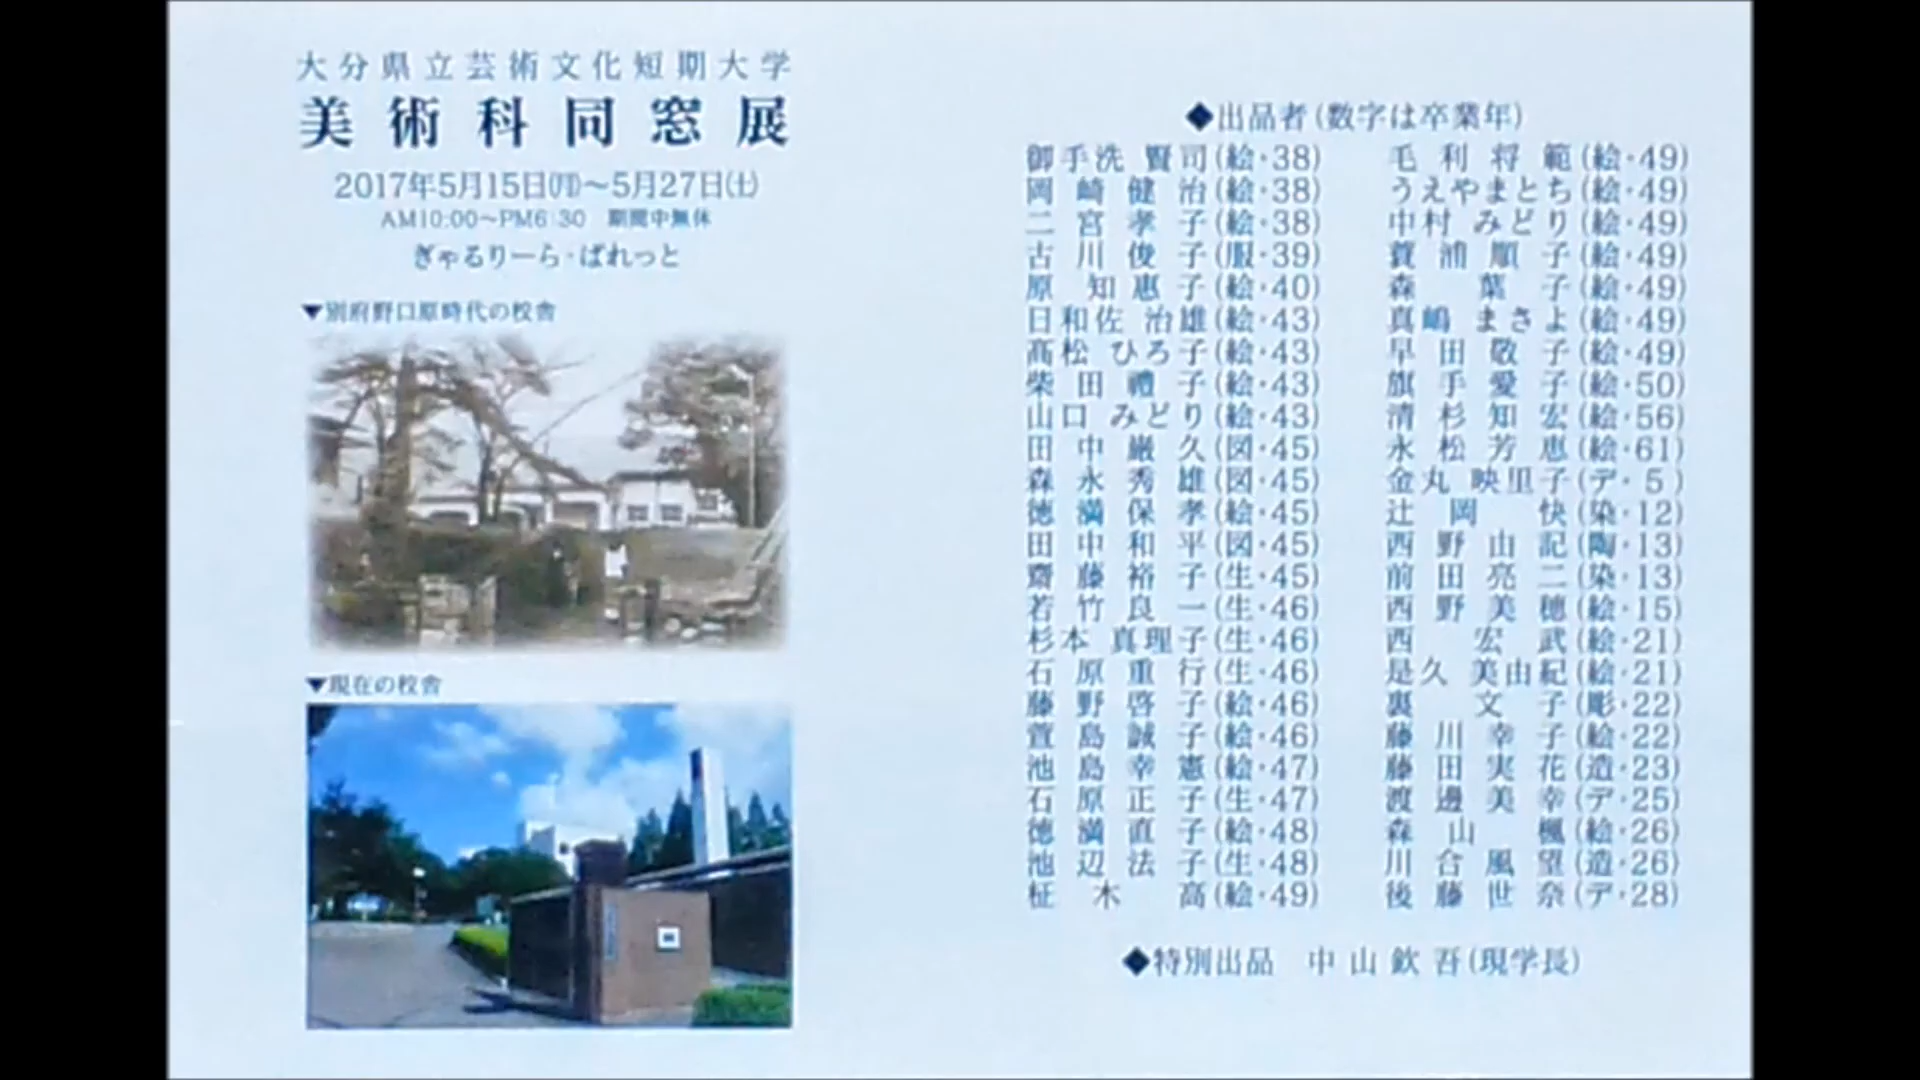 大分県立芸術文化短期大学
美術科同窓展
2017年5月15日(月)～5月27日(土)
AM10:00～PM6:30 期間中無休
ぎゃるりーら・ぱれっと
▼別府野口原時代の校舎
▼現在の校舎
◆出品者(数字は卒業年)
御手洗 賢司(絵・38)
岡崎健治(絵・38)
二宮孝子(絵・38)
古川俊子(服・39)
原 知恵子(絵・40)
日和佐 治雄(絵・43)
髙松 ひろ子(絵・43)
柴田禮子(絵・43)
山口 みどり(絵・43)
田中巌久(図・45)
森永秀雄(図・45)
徳満保孝(絵・45)
田中和平(図・45)
齋藤裕子(生・45)
若竹良一(生・46)
杉本 真理子(生・46)
石原重行(生・46)
藤野啓子(絵・46)
萱島誠子(絵・46)
池島幸憲(絵・47)
石原正子(生・47)
徳満直子(絵・48)
池辺法子(生・48)
柾木高(絵・49)
毛利将範(絵・49)
うえやまとち(絵・49)
中村 みどり(絵・49)
蓑浦順子(絵・49)
森葉子(絵・49)
真嶋 まさよ(絵・49)
早田敬子(絵・49)
旗手愛子(絵・50)
清杉知宏(絵・56)
永松芳恵(絵・61)
金丸 映里子(デ・5)
辻岡快(染・12)
西野由記(陶・13)
前田亮二(染・13)
西野美穂(絵・15)
西宏武(絵・21)
是久 美由紀(絵・21)
裏文子(彫・22)
藤川幸子(絵・22)
藤田実花(造・23)
渡邊美幸(デ・25)
森山楓(絵・26)
川合風望(造・26)
後藤世奈(デ・28)
◆特別出品 中山欽吾(現学長)